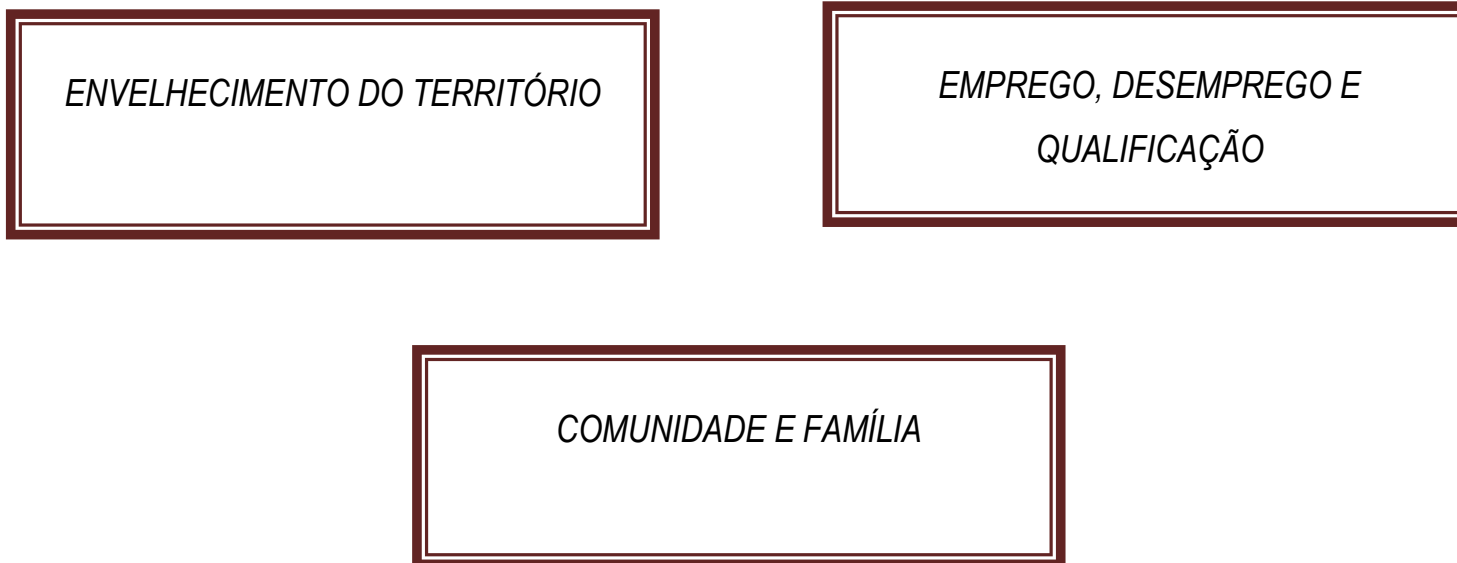 ENVELHECIMENTO DO TERRITÓRIO
EMPREGO, DESEMPREGO E
QUALIFICAÇÃO
COMUNIDADE E FAMÍLIA